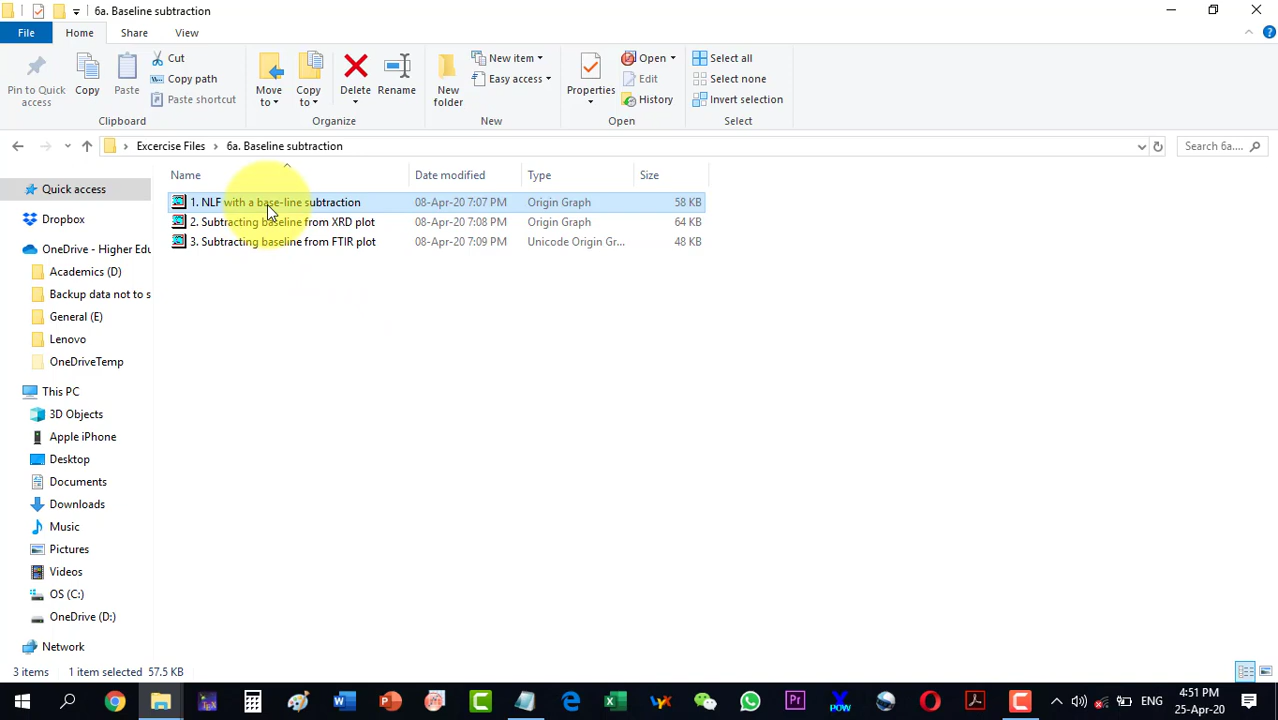 6a. Baseline subtraction
File Home Share View
Pin to Quick access
Copy
Paste
Cut
Copy path
Paste shortcut
Clipboard
Move to
Copy to
Delete
Rename
Organize
New folder
New item
Easy access
New
Properties
Open
Edit
History
Open
Select all
Select none
Invert selection
Select
Excercise Files > 6a. Baseline subtraction
Search 6a....
Name Date modified Type Size
1. NLF with a base-line subtraction 08-Apr-20 7:07 PM Origin Graph 58 KB
2. Subtracting baseline from XRD plot 08-Apr-20 7:08 PM Origin Graph 64 KB
3. Subtracting baseline from FTIR plot 08-Apr-20 7:09 PM Unicode Origin Gr... 48 KB
Quick access
Dropbox
OneDrive - Higher Edu
Academics (D)
Backup data not to s
General (E)
Lenovo
OneDriveTemp
This PC
3D Objects
Apple iPhone
Desktop
Documents
Downloads
Music
Pictures
Videos
OS (C:)
OneDrive (D:)
Network
3 items 1 item selected 57.5 KB
ENG
4:51 PM
25-Apr-20